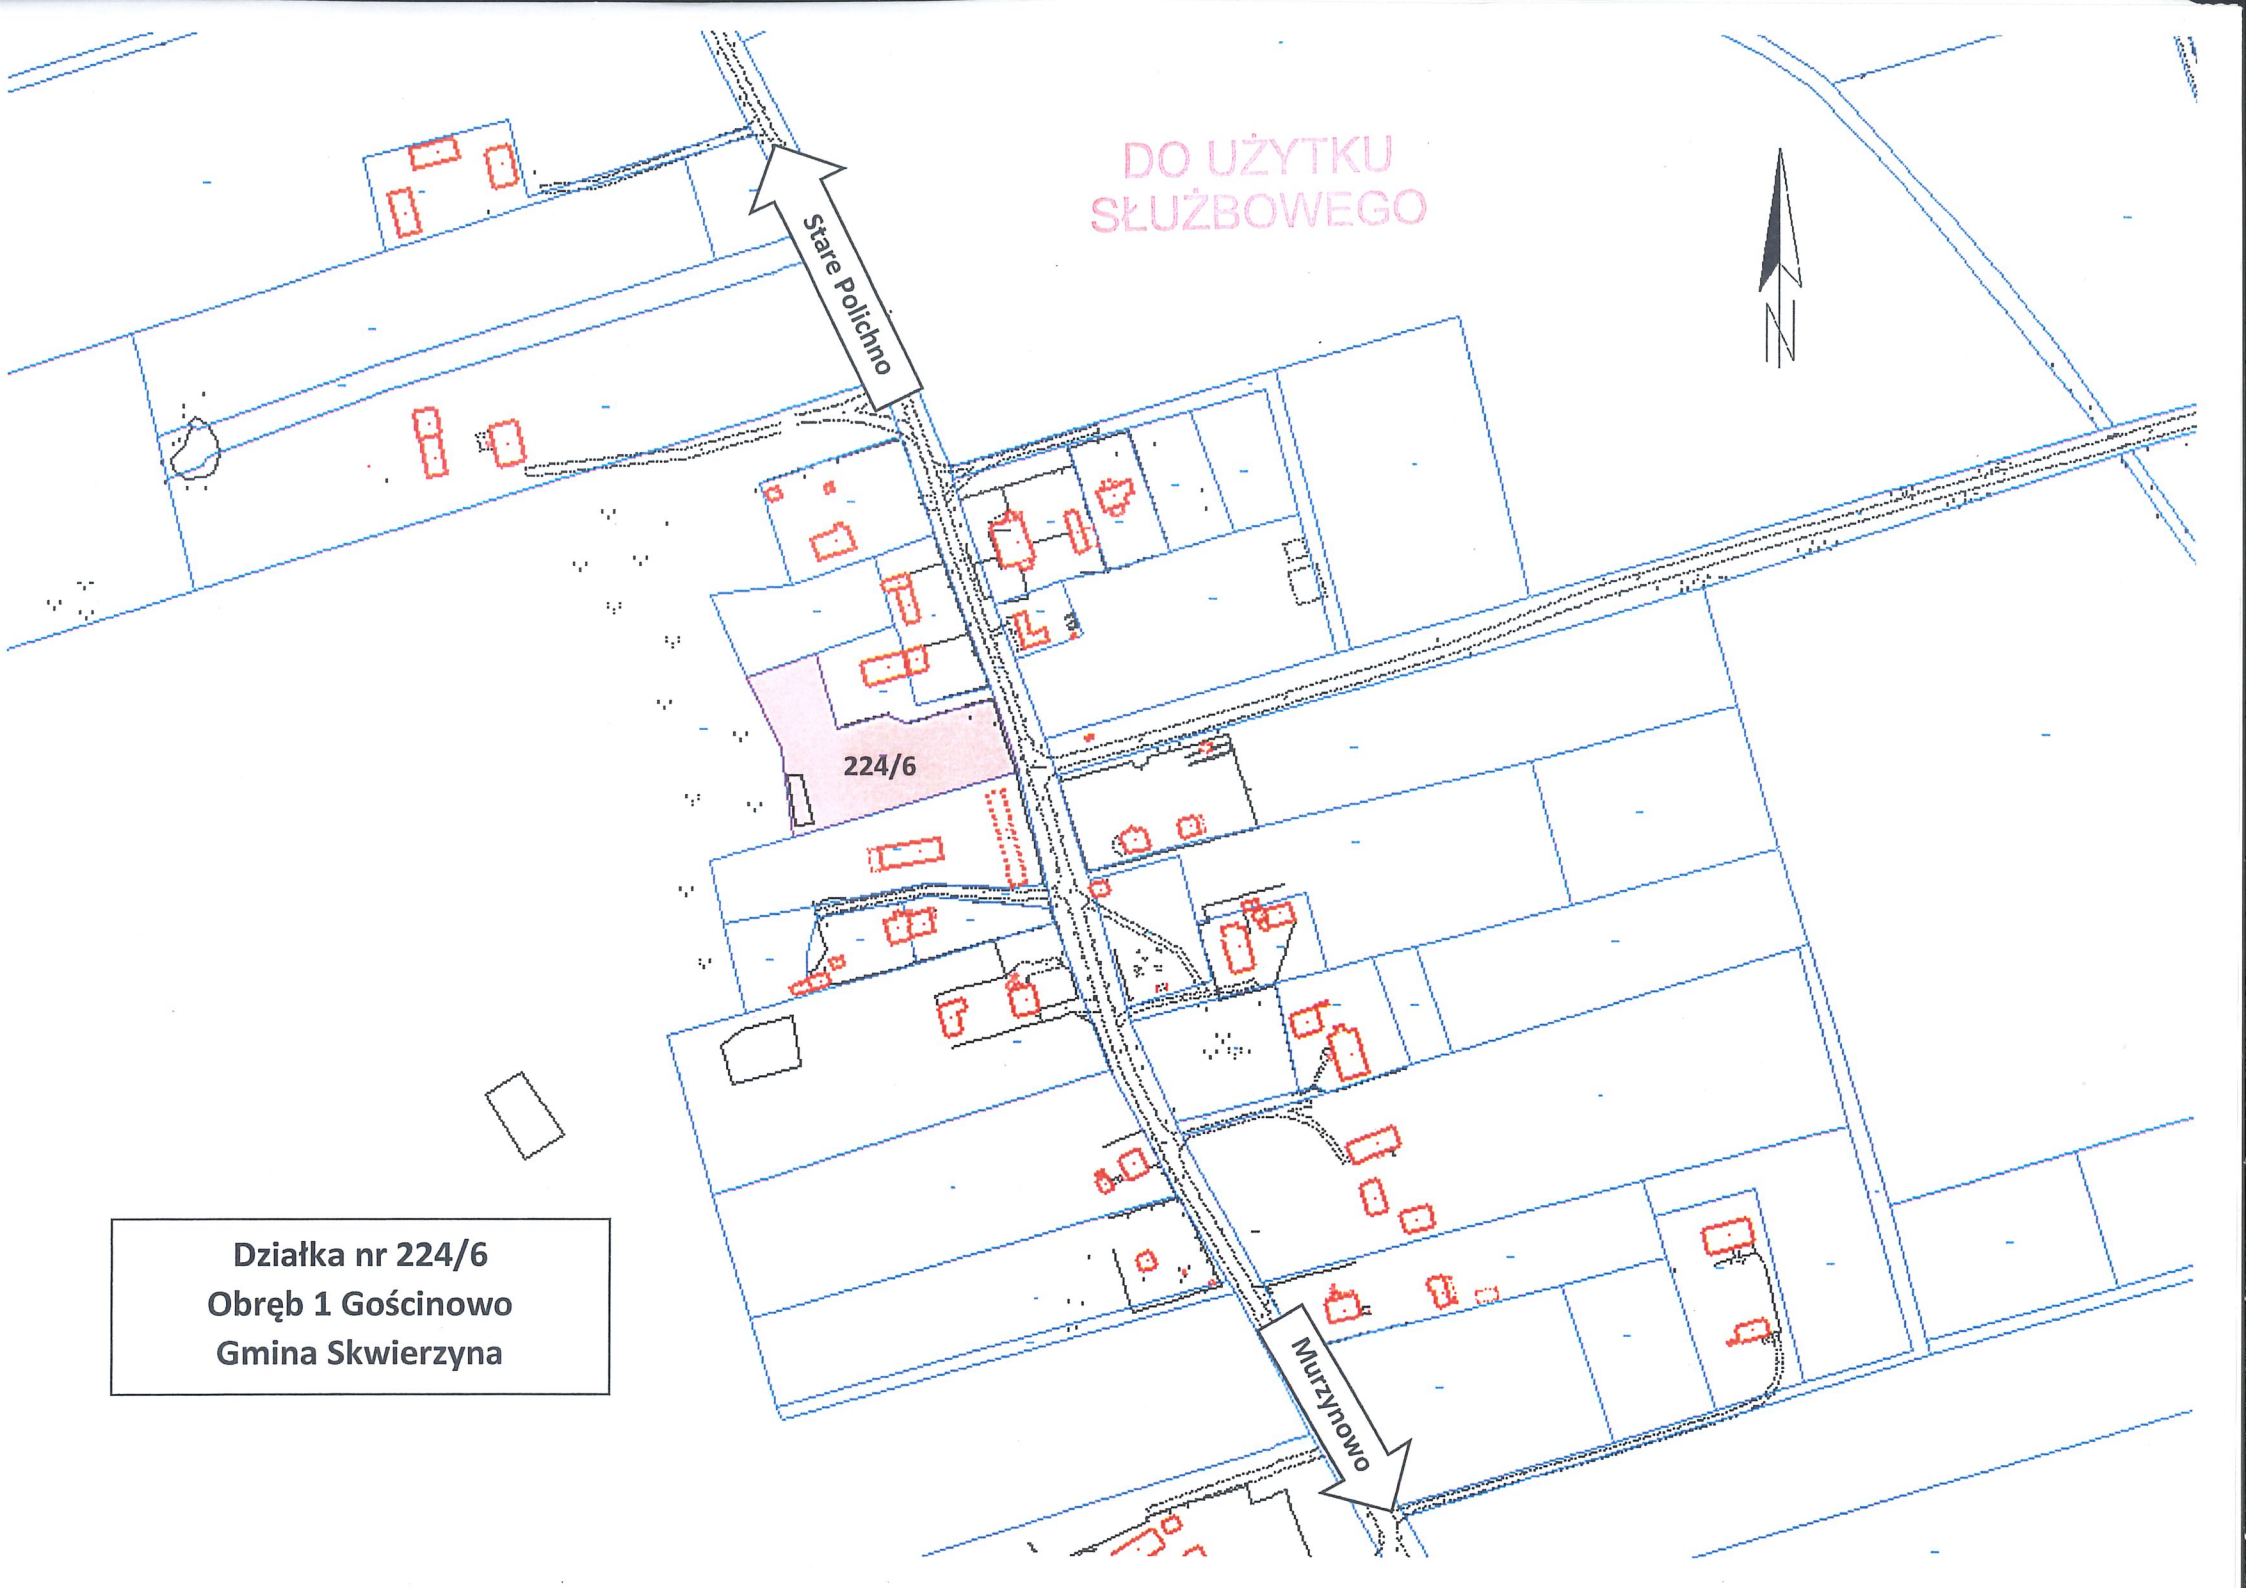 DO UŻYTKU
SŁUŻBOWEGO
Stare Polichno
N
224/6
Działka nr 224/6
Obręb 1 Gościnowo
Gmina Skwierzyna
Murzynowo